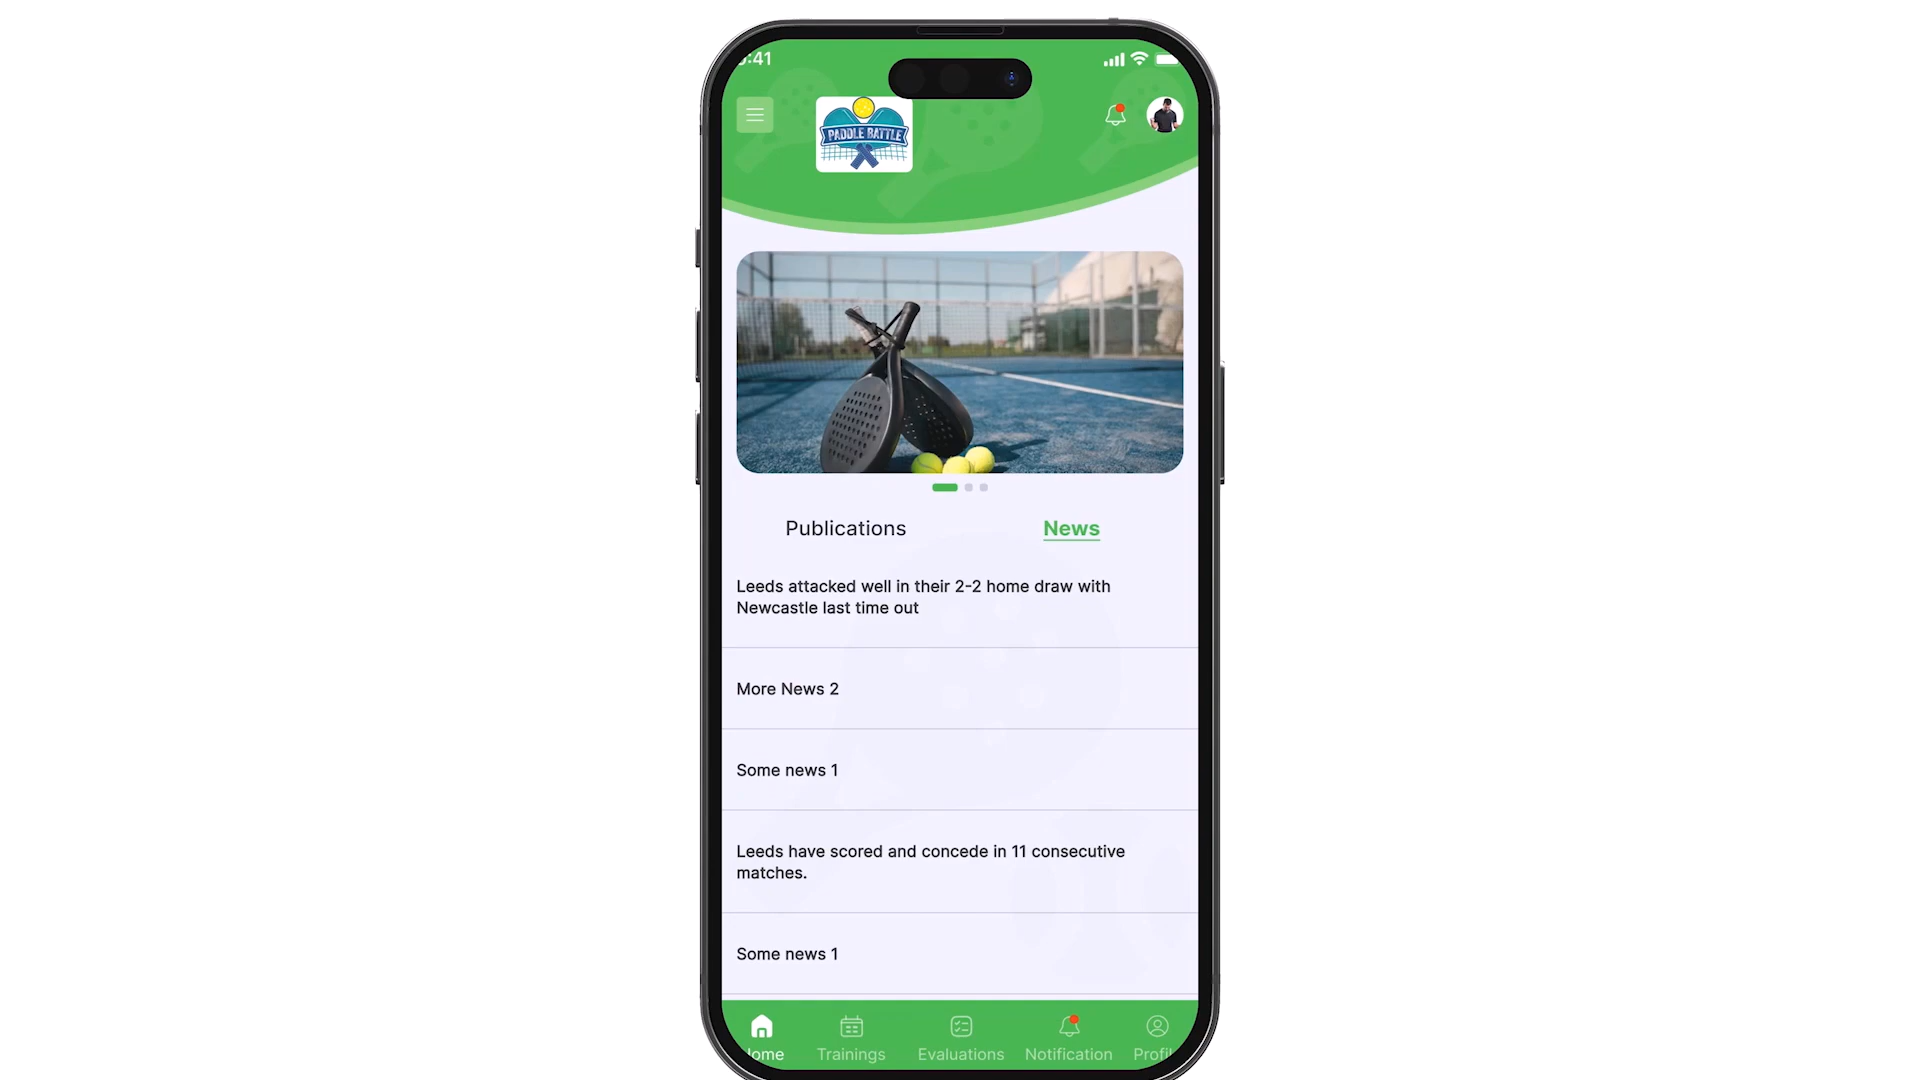 :41
PADDLE BATTLE
Publications
News
Leeds attacked well in their 2-2 home draw with
Newcastle last time out
More News 2
Some news 1
Leeds have scored and concede in 11 consecutive
matches.
Some news 1
ome
Trainings
Evaluations
Notification
Profil